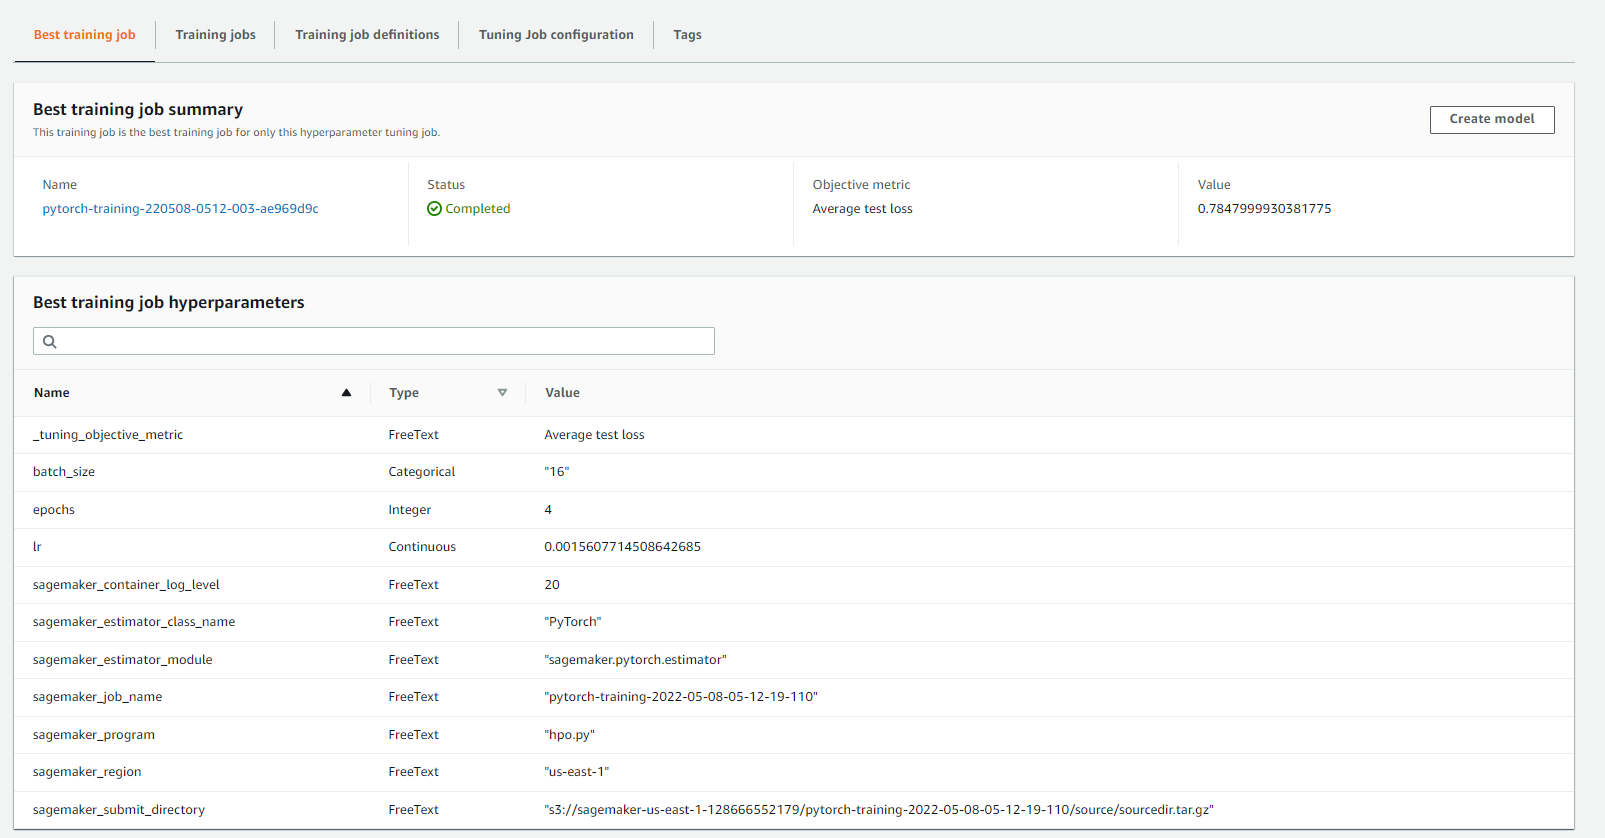 Best training job Training jobs Training job definitions Tuning Job configuration Tags
Best training job summary
This training job is the best training job for only this hyperparameter tuning job.
Create model
Name Status Objective metric Value
pytorch-training-220508-0512-003-ae969d9c Completed Average test loss 0.7847999930381775
Best training job hyperparameters
Name Type Value
_tuning_objective_metric FreeText Average test loss
batch_size Categorical "16"
epochs Integer 4
lr Continuous 0.0015607714508642685
sagemaker_container_log_level FreeText 20
sagemaker_estimator_class_name FreeText "PyTorch"
sagemaker_estimator_module FreeText "sagemaker.pytorch.estimator"
sagemaker_job_name FreeText "pytorch-training-2022-05-08-05-12-19-110"
sagemaker_program FreeText "hpo.py"
sagemaker_region FreeText "us-east-1"
sagemaker_submit_directory FreeText "s3://sagemaker-us-east-1-128666552179/pytorch-training-2022-05-08-05-12-19-110/source/sourcedir.tar.gz"